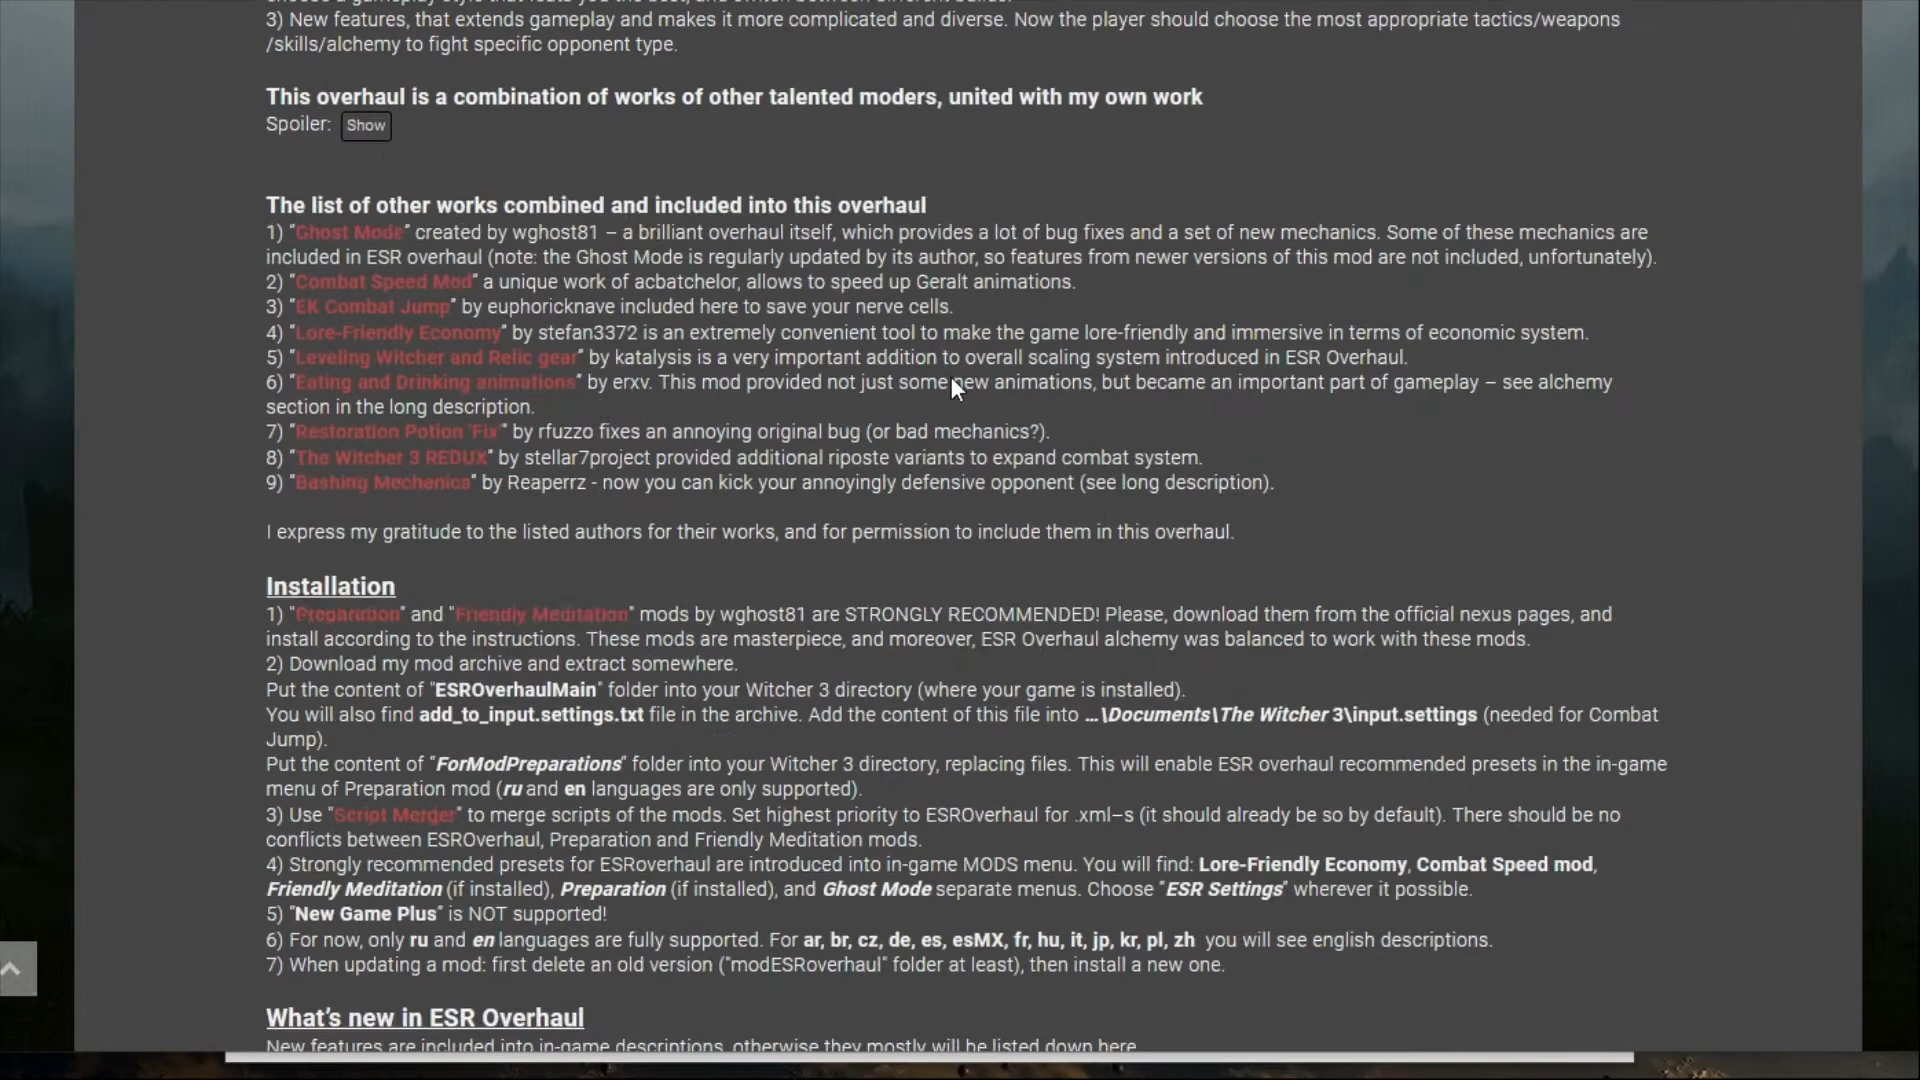 3) New features, that extends gameplay and makes it more complicated and diverse. Now the player should choose the most appropriate tactics/weapons
/skills/alchemy to fight specific opponent type.
This overhaul is a combination of works of other talented moders, united with my own work
Spoiler: Show
The list of other works combined and included into this overhaul
1) "Ghost Mode" created by wghost81 – a brilliant overhaul itself, which provides a lot of bug fixes and a set of new mechanics. Some of these mechanics are
included in ESR overhaul (note: the Ghost Mode is regularly updated by its author, so features from newer versions of this mod are not included, unfortunately).
2) "Combat Speed Mod" a unique work of acbatchelor, allows to speed up Geralt animations.
3) "EK Combat Jump" by euphoricknave included here to save your nerve cells.
4) "Lore-Friendly Economy" by stefan3372 is an extremely convenient tool to make the game lore-friendly and immersive in terms of economic system.
5) "Leveling Witcher and Relic gear" by katalysis is a very important addition to overall scaling system introduced in ESR Overhaul.
6) "Eating and Drinking animations" by erxv. This mod provided not just some new animations, but became an important part of gameplay – see alchemy
section in the long description.
7) "Restoration Potion 'Fix'" by rfuzzo fixes an annoying original bug (or bad mechanics?).
8) "The Witcher 3 REDUX" by stellar7project provided additional riposte variants to expand combat system.
9) "Bashing Mechanics" by Reaperrz - now you can kick your annoyingly defensive opponent (see long description).
I express my gratitude to the listed authors for their works, and for permission to include them in this overhaul.
Installation
1) "Preparation" and "Friendly Meditation" mods by wghost81 are STRONGLY RECOMMENDED! Please, download them from the official nexus pages, and
install according to the instructions. These mods are masterpiece, and moreover, ESR Overhaul alchemy was balanced to work with these mods.
2) Download my mod archive and extract somewhere.
Put the content of "ESROverhaulMain" folder into your Witcher 3 directory (where your game is installed).
You will also find add_to_input.settings.txt file in the archive. Add the content of this file into ...\Documents\The Witcher 3\input.settings (needed for Combat
Jump).
Put the content of "ForModPreparations" folder into your Witcher 3 directory, replacing files. This will enable ESR overhaul recommended presets in the in-game
menu of Preparation mod (ru and en languages are only supported).
3) Use "Script Merger" to merge scripts of the mods. Set highest priority to ESROverhaul for .xml–s (it should already be so by default). There should be no
conflicts between ESROverhaul, Preparation and Friendly Meditation mods.
4) Strongly recommended presets for ESRoverhaul are introduced into in-game MODS menu. You will find: Lore-Friendly Economy, Combat Speed mod,
Friendly Meditation (if installed), Preparation (if installed), and Ghost Mode separate menus. Choose "ESR Settings" wherever it possible.
5) "New Game Plus" is NOT supported!
6) For now, only ru and en languages are fully supported. For ar, br, cz, de, es, esMX, fr, hu, it, jp, kr, pl, zh you will see english descriptions.
7) When updating a mod: first delete an old version ("modESRoverhaul" folder at least), then install a new one.
What's new in ESR Overhaul
New features are included into in-game descriptions, otherwise they mostly will be listed down here